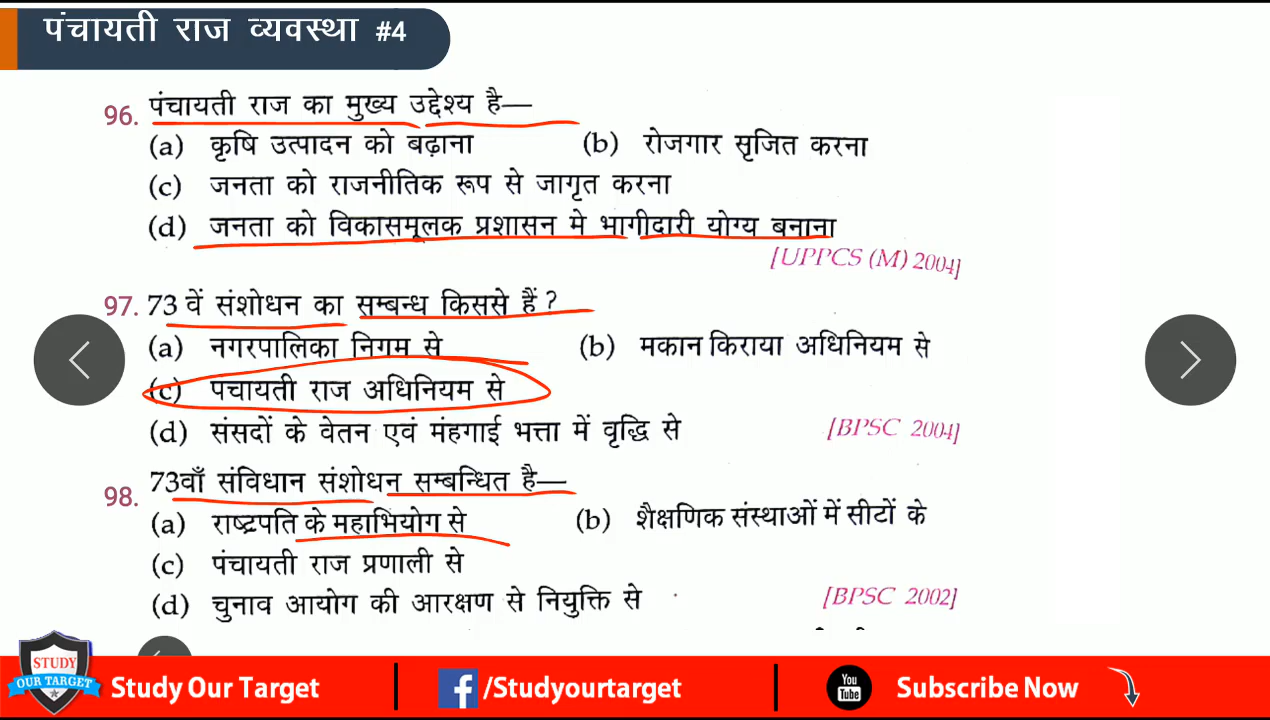 पंचायती राज व्यवस्था #4
96. पंचायती राज का मुख्य उद्देश्य है—
(a) कृषि उत्पादन को बढ़ाना (b) रोजगार सृजित करना
(c) जनता को राजनीतिक रूप से जागृत करना
(d) जनता को विकासमूलक प्रशासन मे भागीदारी योग्य बनाना
[UPPCS (M) 2004]
97. 73 वें संशोधन का सम्बन्ध किससे हैं?
(a) नगरपालिका निगम से (b) मकान किराया अधिनियम से
(c) पचायती राज अधिनियम से
(d) संसदों के वेतन एवं मंहगाई भत्ता में वृद्धि से [BPSC 2004]
98. 73वाँ संविधान संशोधन सम्बन्धित है—
(a) राष्ट्रपति के महाभियोग से (b) शैक्षणिक संस्थाओं में सीटों के
(c) पंचायती राज प्रणाली से
(d) चुनाव आयोग की आरक्षण से नियुक्ति से [BPSC 2002]
STUDY
OUR TARGET
Study Our Target f /Studyourtarget You Tube Subscribe Now